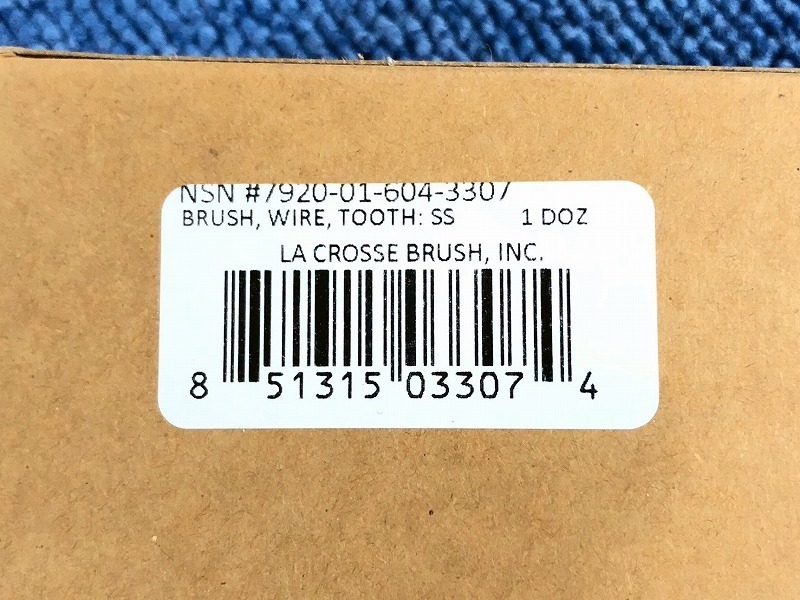 NSN #7920-01-604-3307
BRUSH, WIRE, TOOTH: SS 1 DOZ
LA CROSSE BRUSH, INC.
8 51315 03307 4